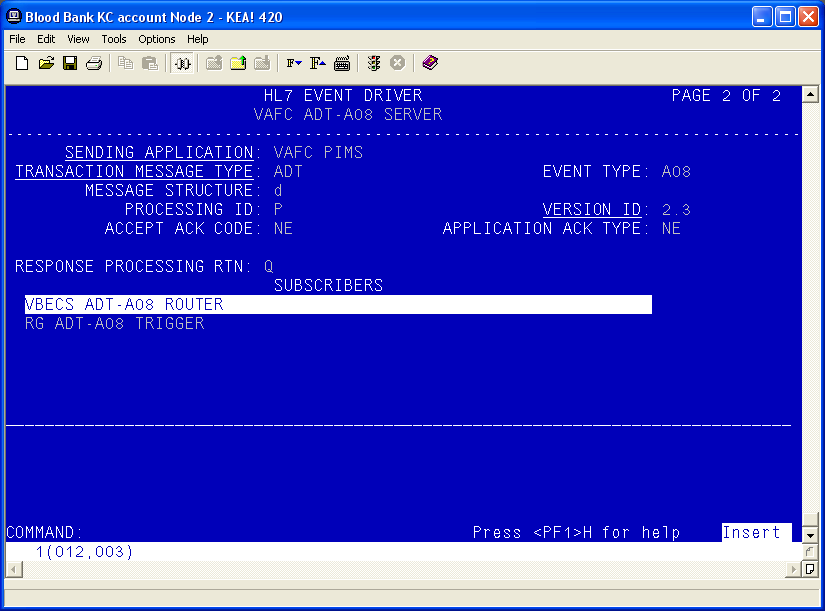 Blood Bank KC account Node 2 - KEA! 420
File Edit View Tools Options Help
HL7 EVENT DRIVER PAGE 2 OF 2
VAFC ADT-A08 SERVER
SENDING APPLICATION: VAFC PIMS
TRANSACTION MESSAGE TYPE: ADT EVENT TYPE: A08
MESSAGE STRUCTURE: d
PROCESSING ID: P VERSION ID: 2.3
ACCEPT ACK CODE: NE APPLICATION ACK TYPE: NE
RESPONSE PROCESSING RTN: Q
SUBSCRIBERS
VBECS ADT-A08 ROUTER
RG ADT-A08 TRIGGER
COMMAND: Press <PF1>H for help Insert
1(012,003)